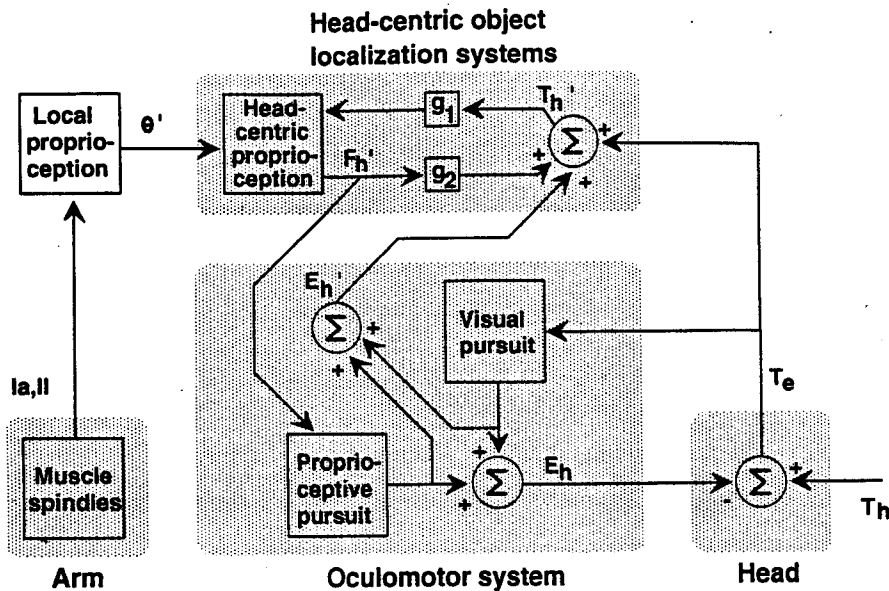 Head-centric object
localization systems
Local
proprio-
ception
θ'
Head-
centric
proprio-
ception
g1
Th'
Σ
+
+
+
Fh'
g2
Eh'
Σ
+
+
Visual
pursuit
Ia,II
Te
Muscle
spindles
Proprio-
ceptive
pursuit
+
+
Σ
Eh
Σ
+
-
Th
Arm
Oculomotor system
Head